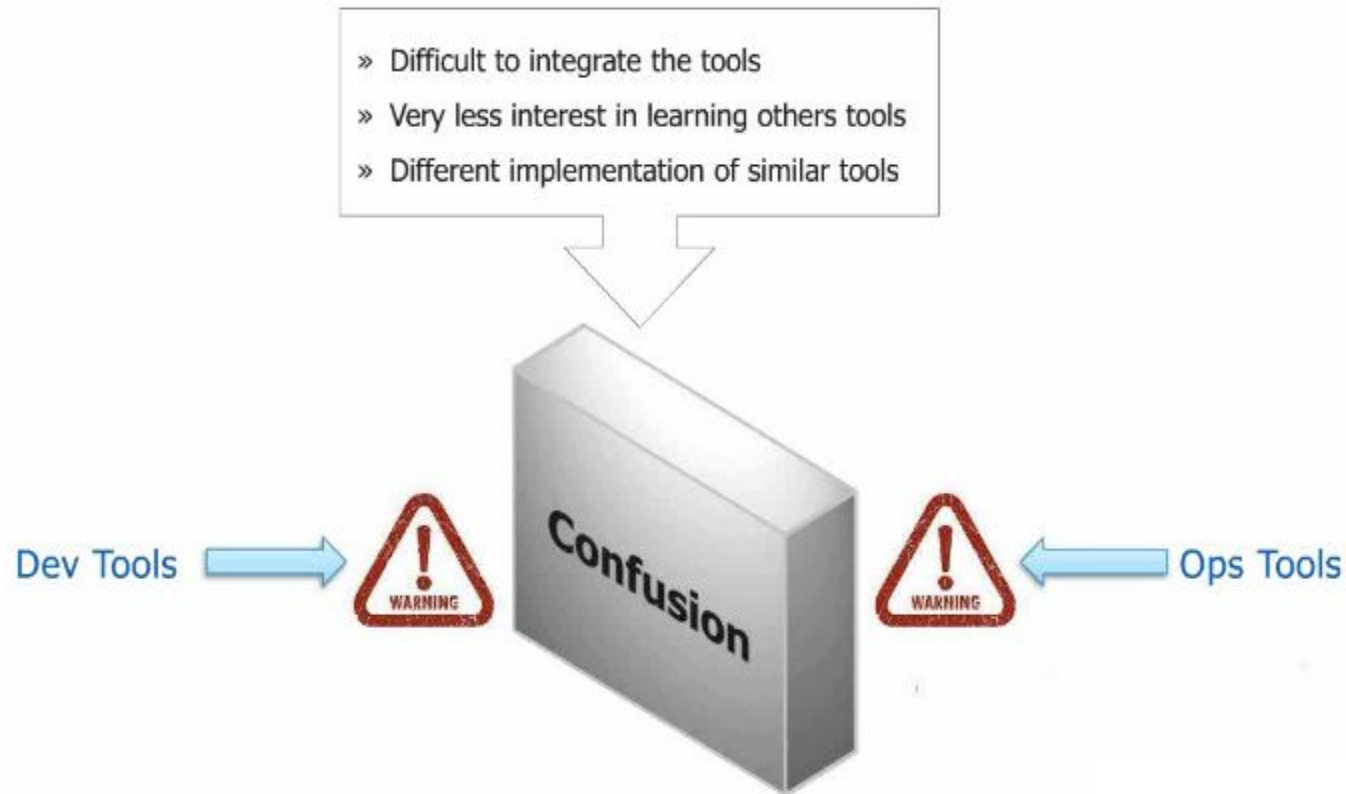 » Difficult to integrate the tools
» Very less interest in learning others tools
» Different implementation of similar tools
Confusion
Dev Tools
WARNING
WARNING
Ops Tools